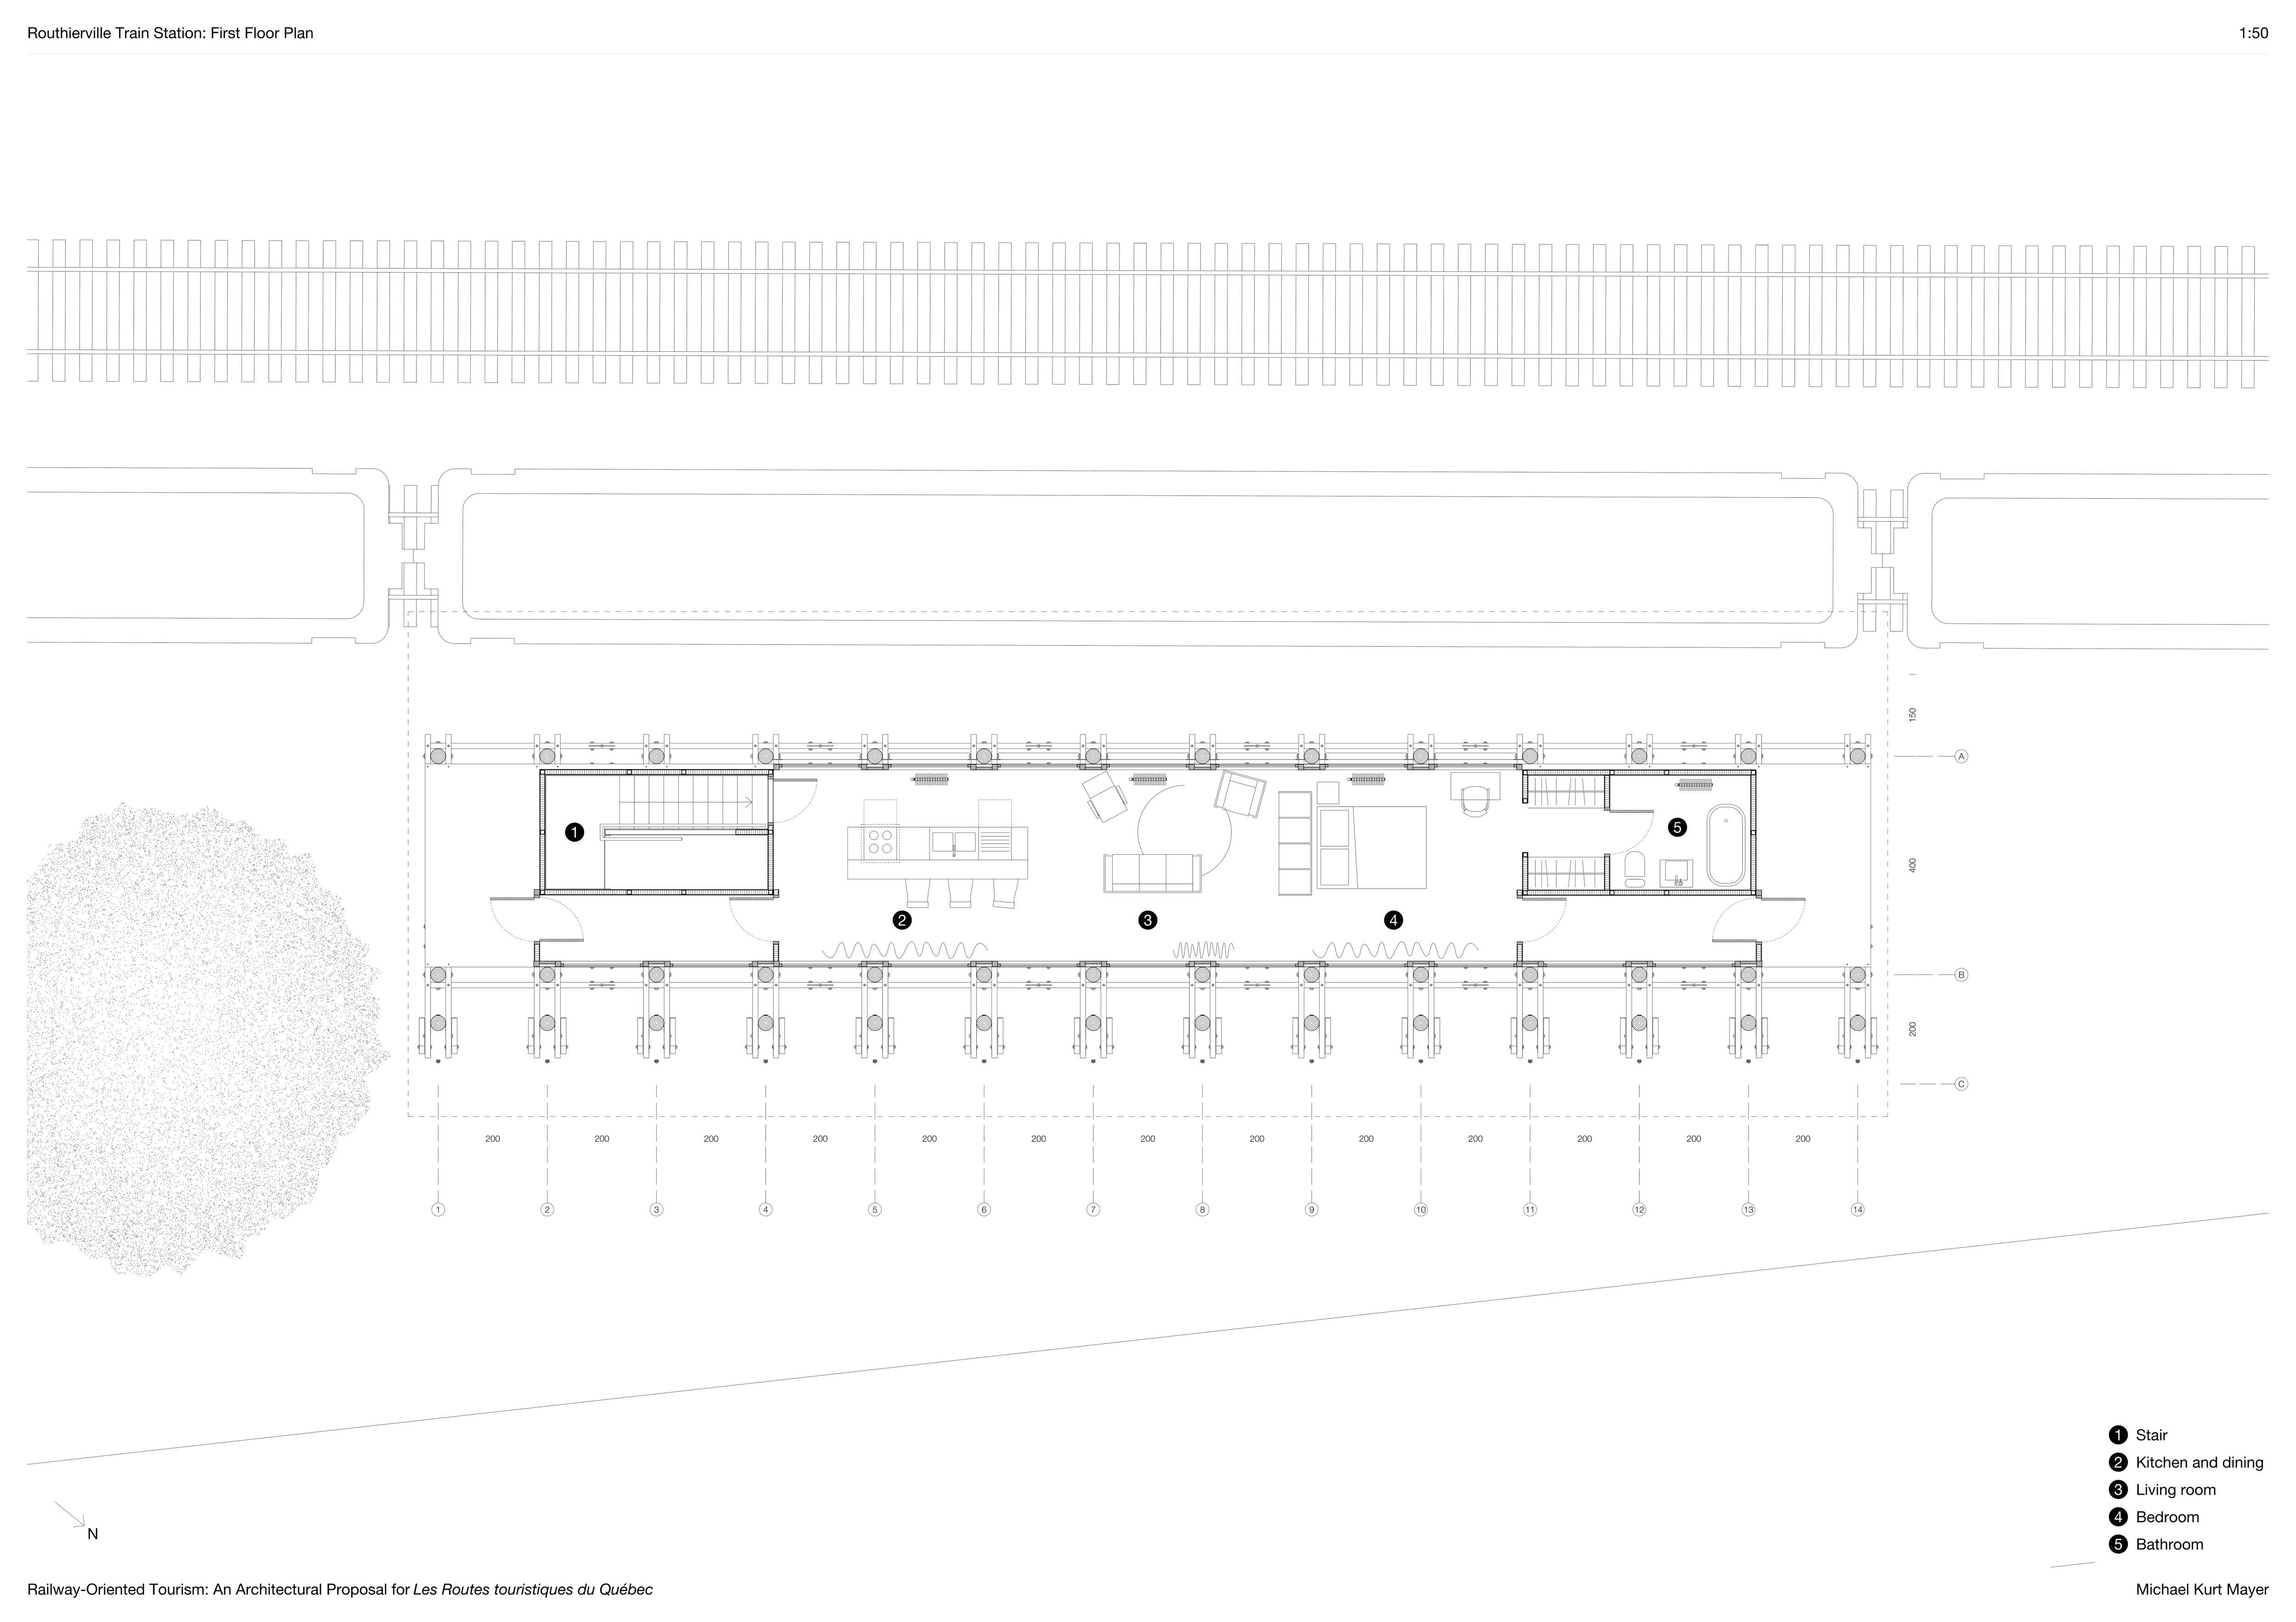 Routhierville Train Station: First Floor Plan
1:50
150
A
1
5
400
2
3
4
B
200
C
200 200 200 200 200 200 200 200 200 200 200 200 200
1 2 3 4 5 6 7 8 9 10 11 12 13 14
1 Stair
2 Kitchen and dining
3 Living room
4 Bedroom
5 Bathroom
N
Railway-Oriented Tourism: An Architectural Proposal for Les Routes touristiques du Québec
Michael Kurt Mayer